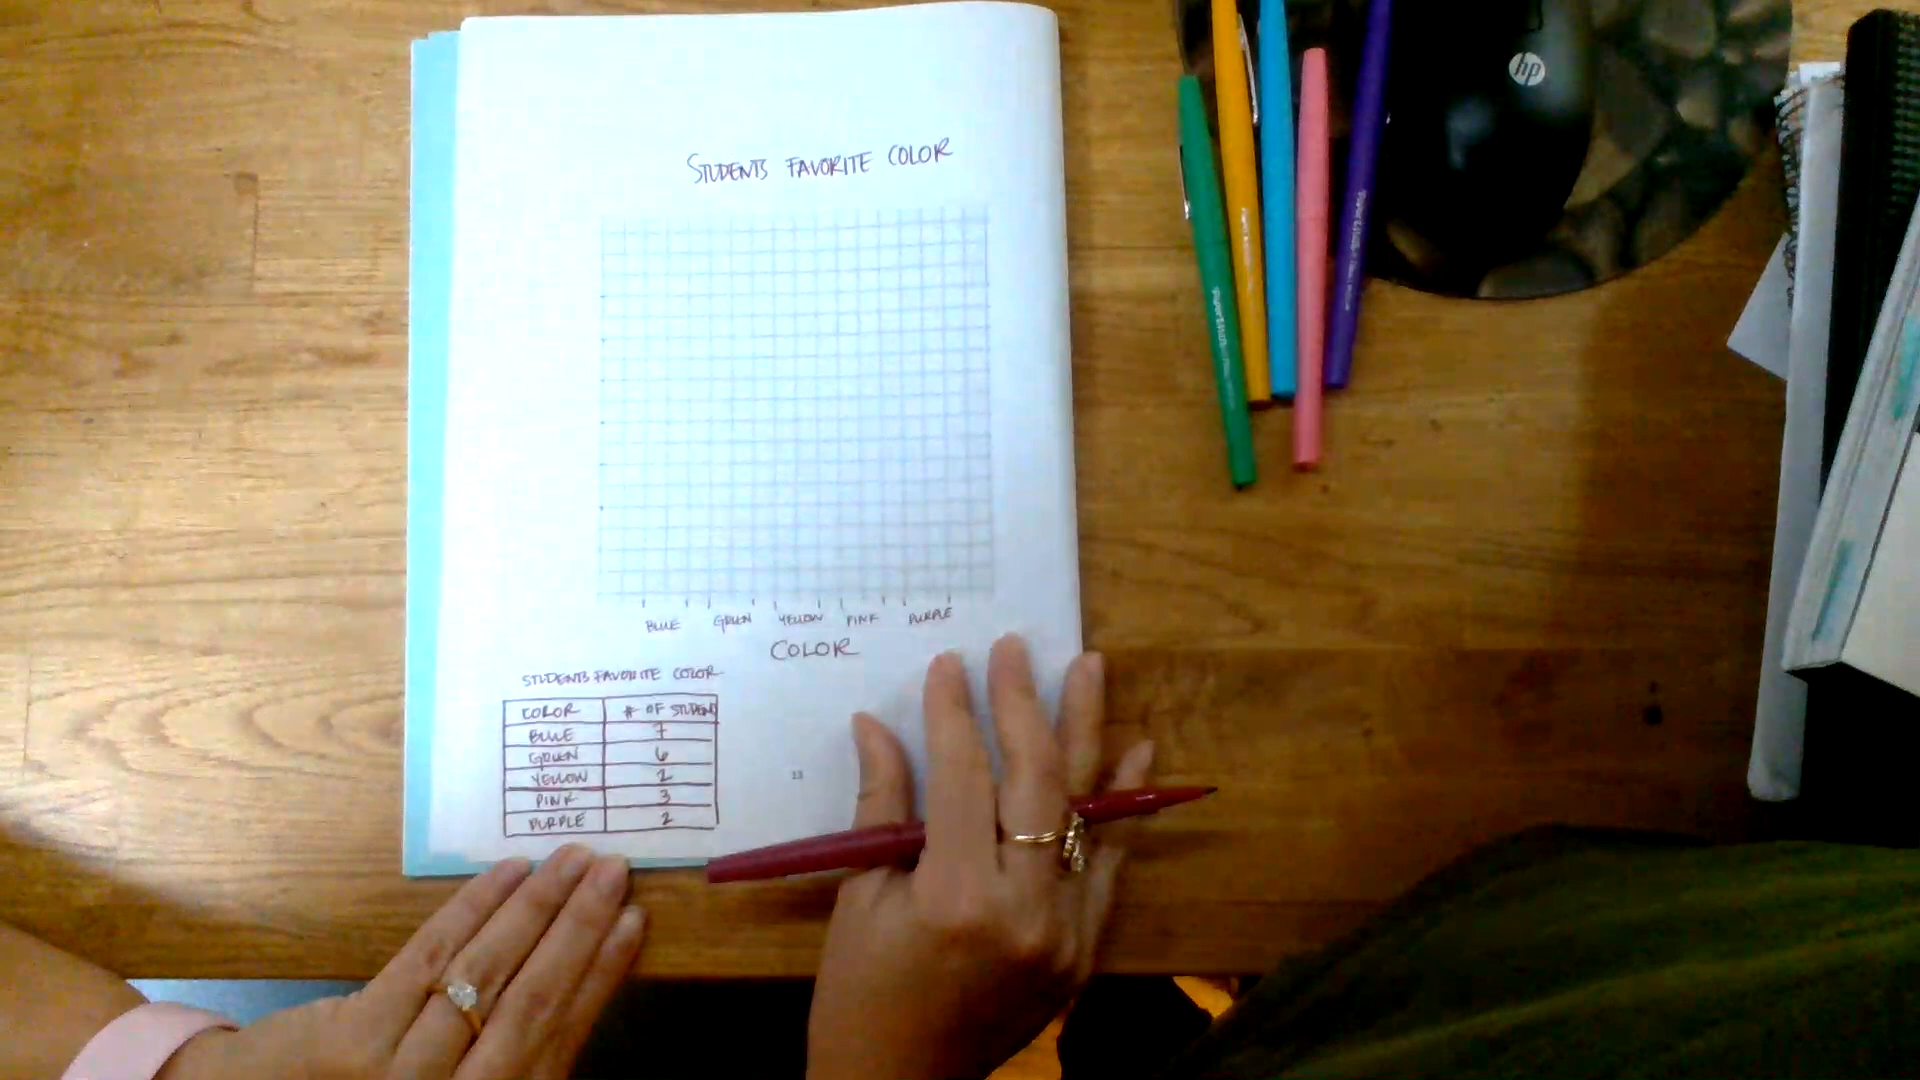 STUDENTS FAVORITE COLOR
BLUE GREEN YELLOW PINK PURPLE
COLOR
STUDENTS FAVORITE COLOR
COLOR # OF STUDENTS
BLUE 7
GREEN 6
YELLOW 2
PINK 3
PURPLE 2
13
hp